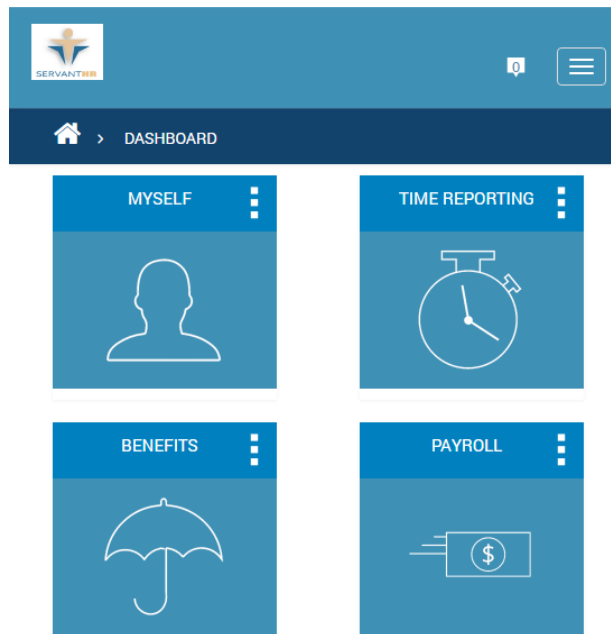 SERVANTHR
0
DASHBOARD
MYSELF
TIME REPORTING
BENEFITS
PAYROLL
$